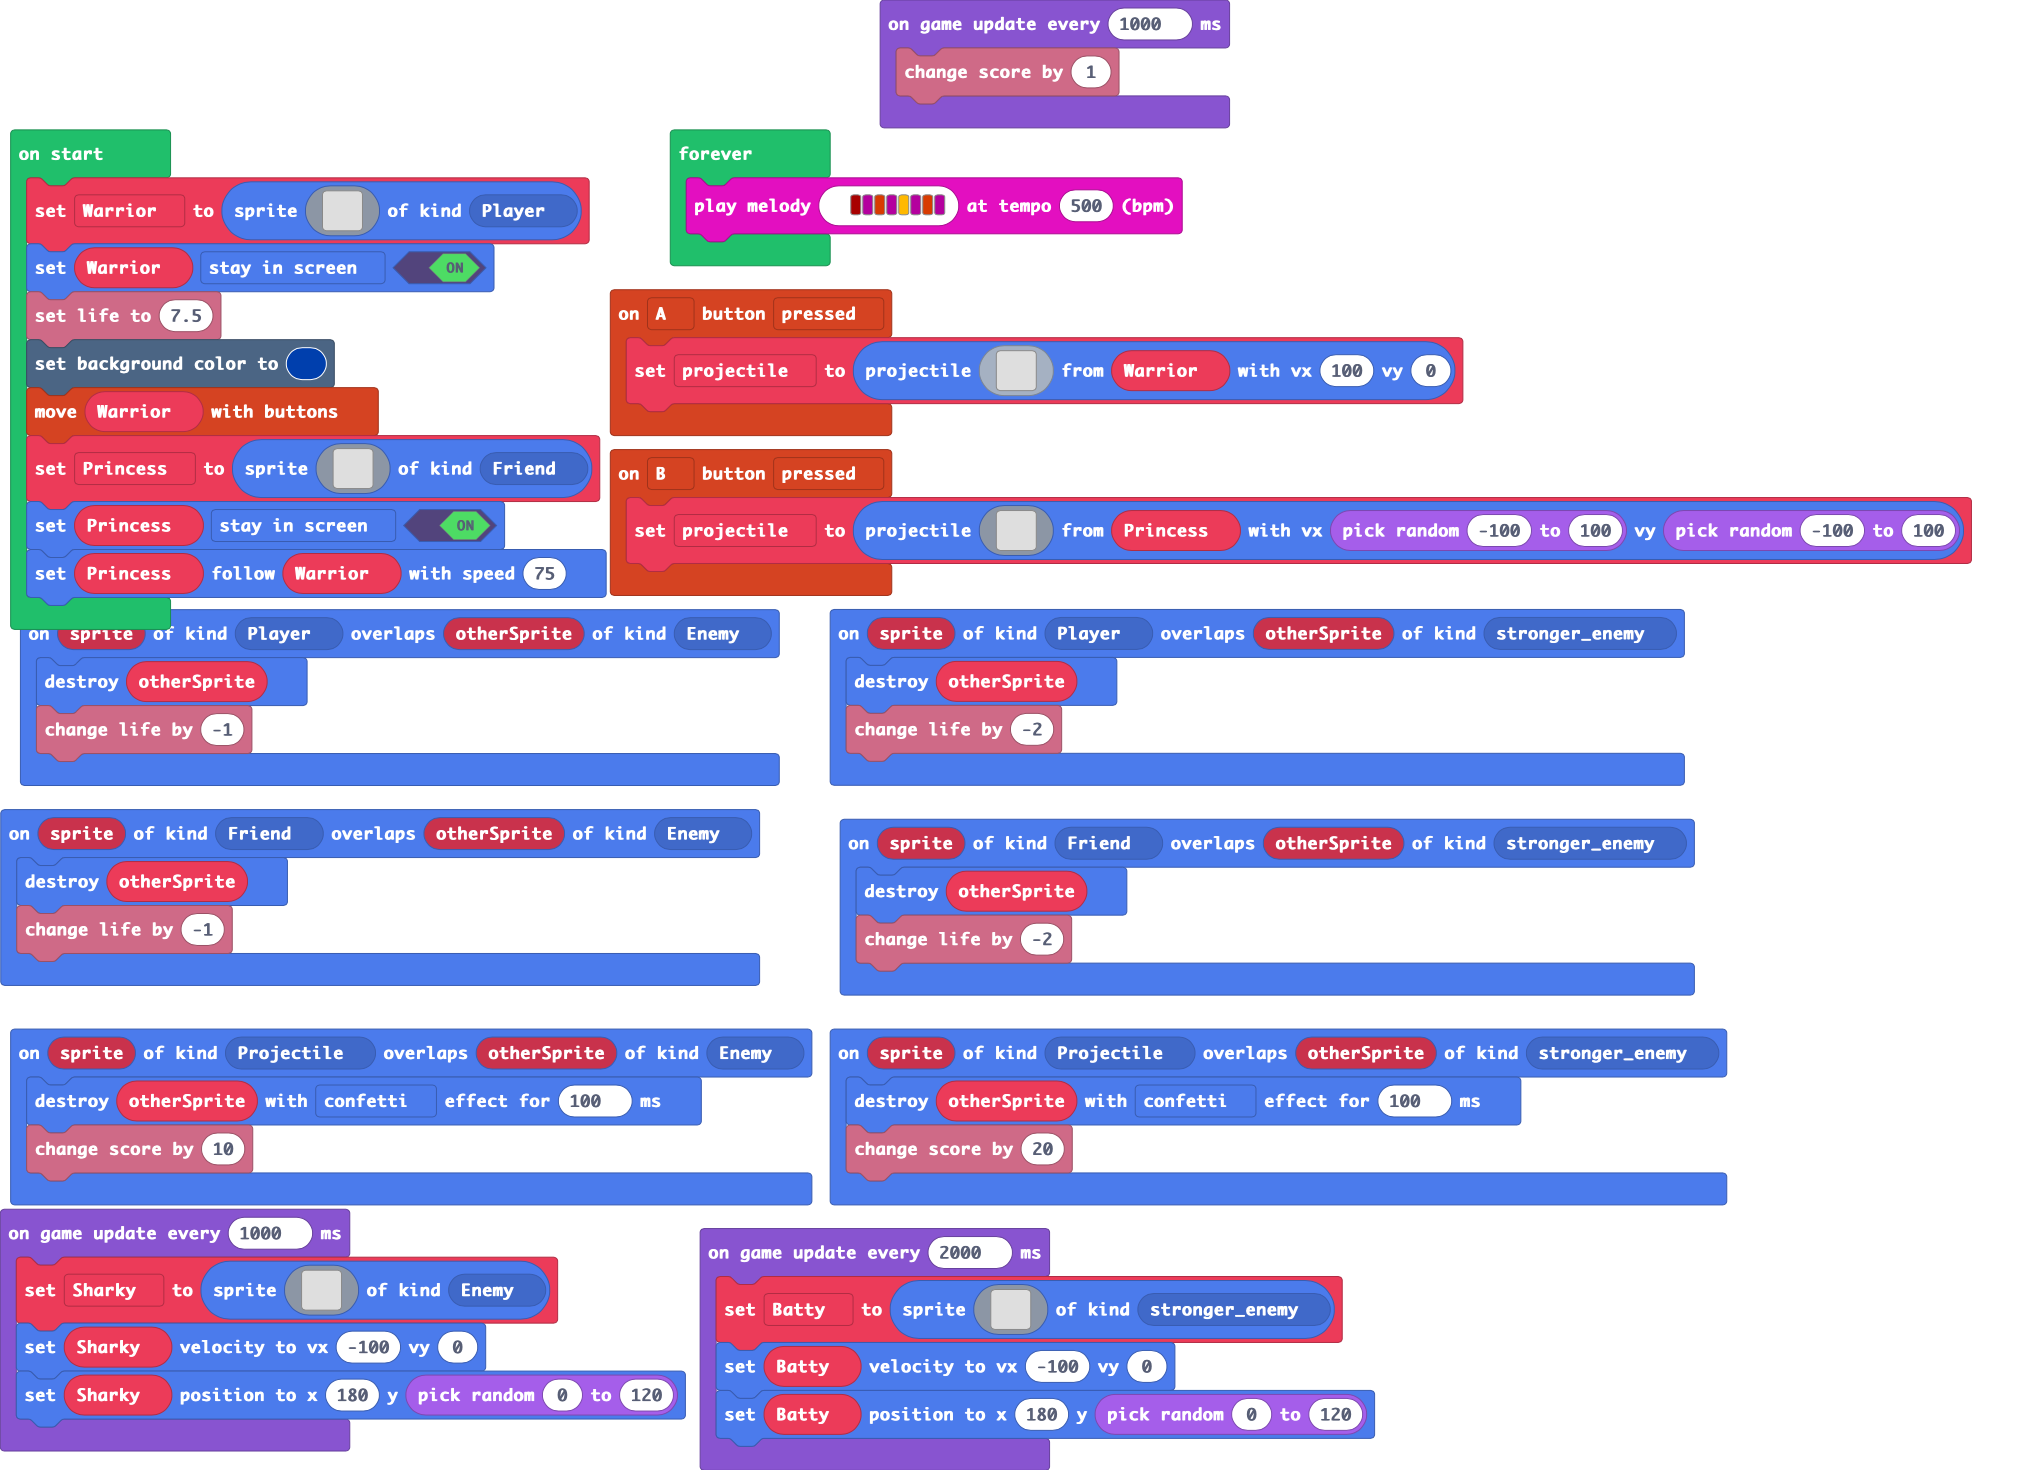 on game update every 1000 ms
change score by 1
on start
set Warrior to sprite of kind Player
set Warrior stay in screen ON
set life to 7.5
set background color to
move Warrior with buttons
set Princess to sprite of kind Friend
set Princess stay in screen ON
set Princess follow Warrior with speed 75
forever
play melody at tempo 500 (bpm)
on A button pressed
set projectile to projectile from Warrior with vx 100 vy 0
on B button pressed
set projectile to projectile from Princess with vx pick random -100 to 100 vy pick random -100 to 100
on sprite of kind Player overlaps otherSprite of kind Enemy
destroy otherSprite
change life by -1
on sprite of kind Player overlaps otherSprite of kind stronger_enemy
destroy otherSprite
change life by -2
on sprite of kind Friend overlaps otherSprite of kind Enemy
destroy otherSprite
change life by -1
on sprite of kind Friend overlaps otherSprite of kind stronger_enemy
destroy otherSprite
change life by -2
on sprite of kind Projectile overlaps otherSprite of kind Enemy
destroy otherSprite with confetti effect for 100 ms
change score by 10
on sprite of kind Projectile overlaps otherSprite of kind stronger_enemy
destroy otherSprite with confetti effect for 100 ms
change score by 20
on game update every 1000 ms
set Sharky to sprite of kind Enemy
set Sharky velocity to vx -100 vy 0
set Sharky position to x 180 y pick random 0 to 120
on game update every 2000 ms
set Batty to sprite of kind stronger_enemy
set Batty velocity to vx -100 vy 0
set Batty position to x 180 y pick random 0 to 120